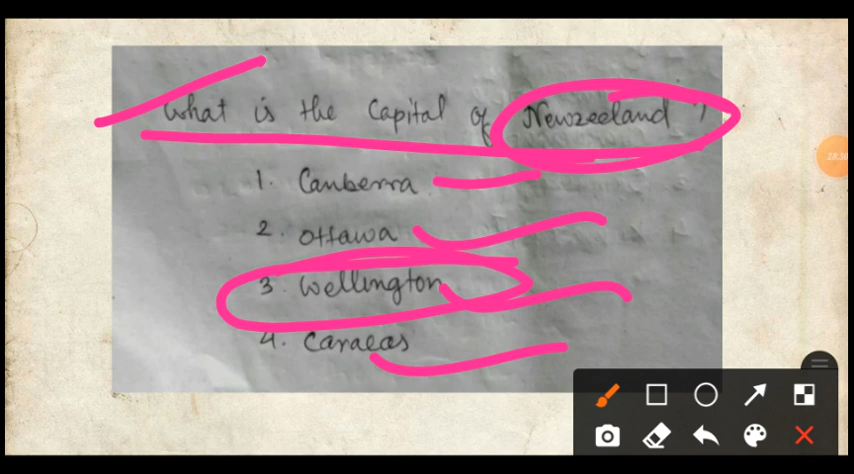 What is the Capital of Newzeeland ?
1. Canberra
2. Ottawa
3. Wellington
4. Caracas